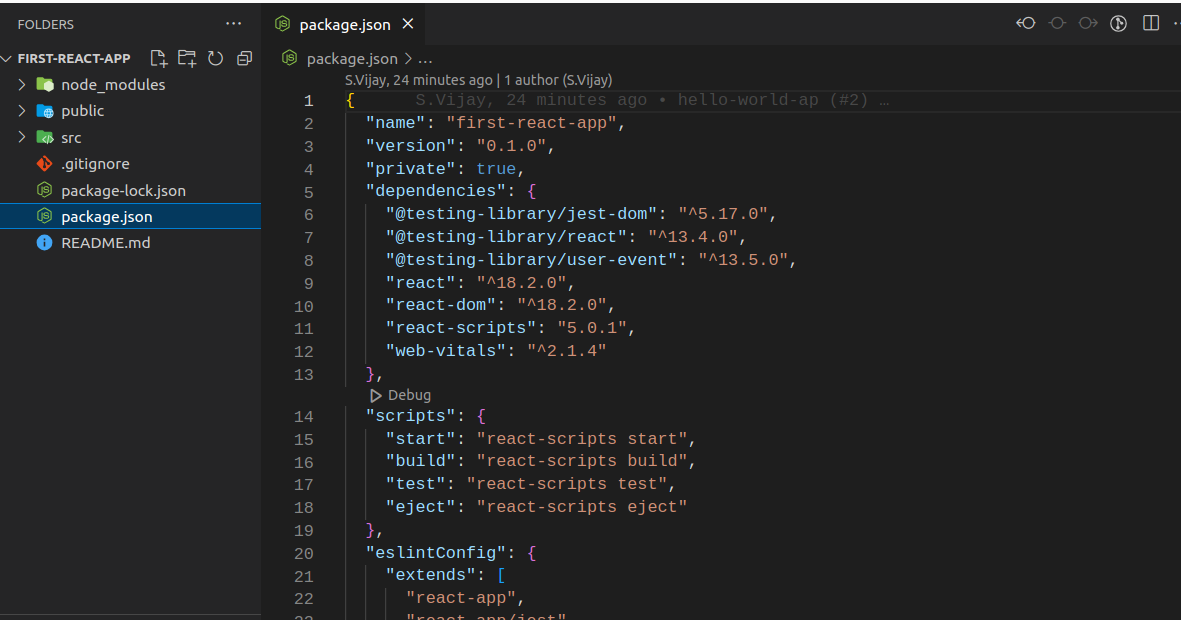 FOLDERS
···
package.json
FIRST-REACT-APP
node_modules
public
src
.gitignore
package-lock.json
package.json
README.md
package.json > ...
S.Vijay, 24 minutes ago | 1 author (S.Vijay)
1 { S.Vijay, 24 minutes ago • hello-world-ap (#2) …
2 "name": "first-react-app",
3 "version": "0.1.0",
4 "private": true,
5 "dependencies": {
6 "@testing-library/jest-dom": "^5.17.0",
7 "@testing-library/react": "^13.4.0",
8 "@testing-library/user-event": "^13.5.0",
9 "react": "^18.2.0",
10 "react-dom": "^18.2.0",
11 "react-scripts": "5.0.1",
12 "web-vitals": "^2.1.4"
13 },
Debug
14 "scripts": {
15 "start": "react-scripts start",
16 "build": "react-scripts build",
17 "test": "react-scripts test",
18 "eject": "react-scripts eject"
19 },
20 "eslintConfig": {
21 "extends": [
22 "react-app",
23 "react-app/jest"